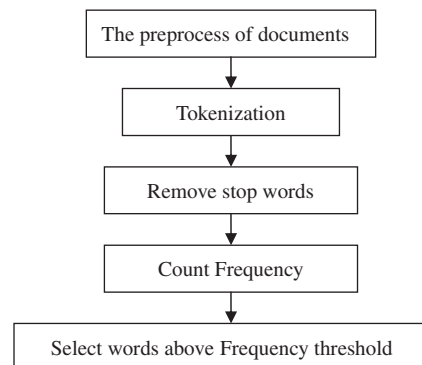 The preprocess of documents
Tokenization
Remove stop words
Count Frequency
Select words above Frequency threshold